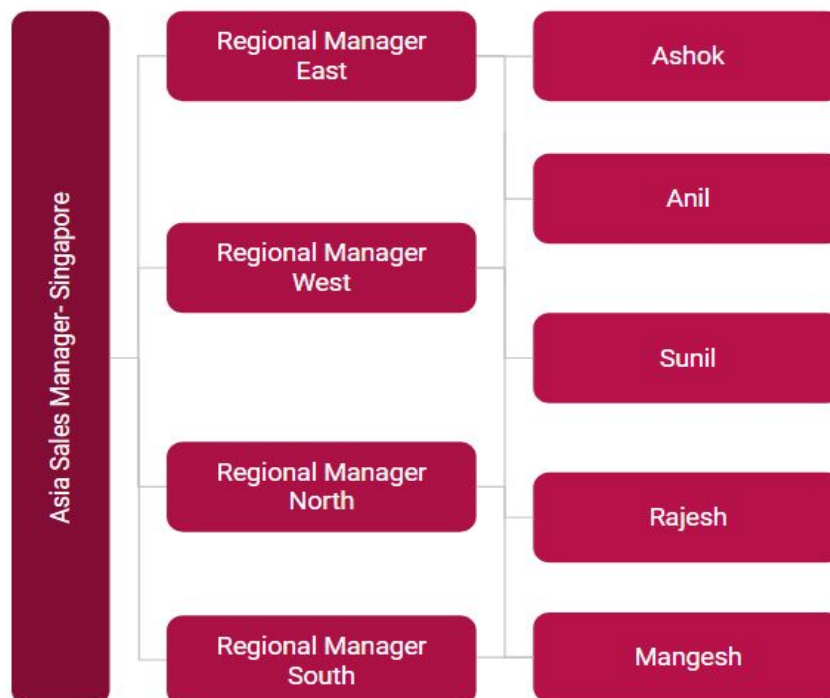 Asia Sales Manager- Singapore
Regional Manager
East
Regional Manager
West
Regional Manager
North
Regional Manager
South
Ashok
Anil
Sunil
Rajesh
Mangesh